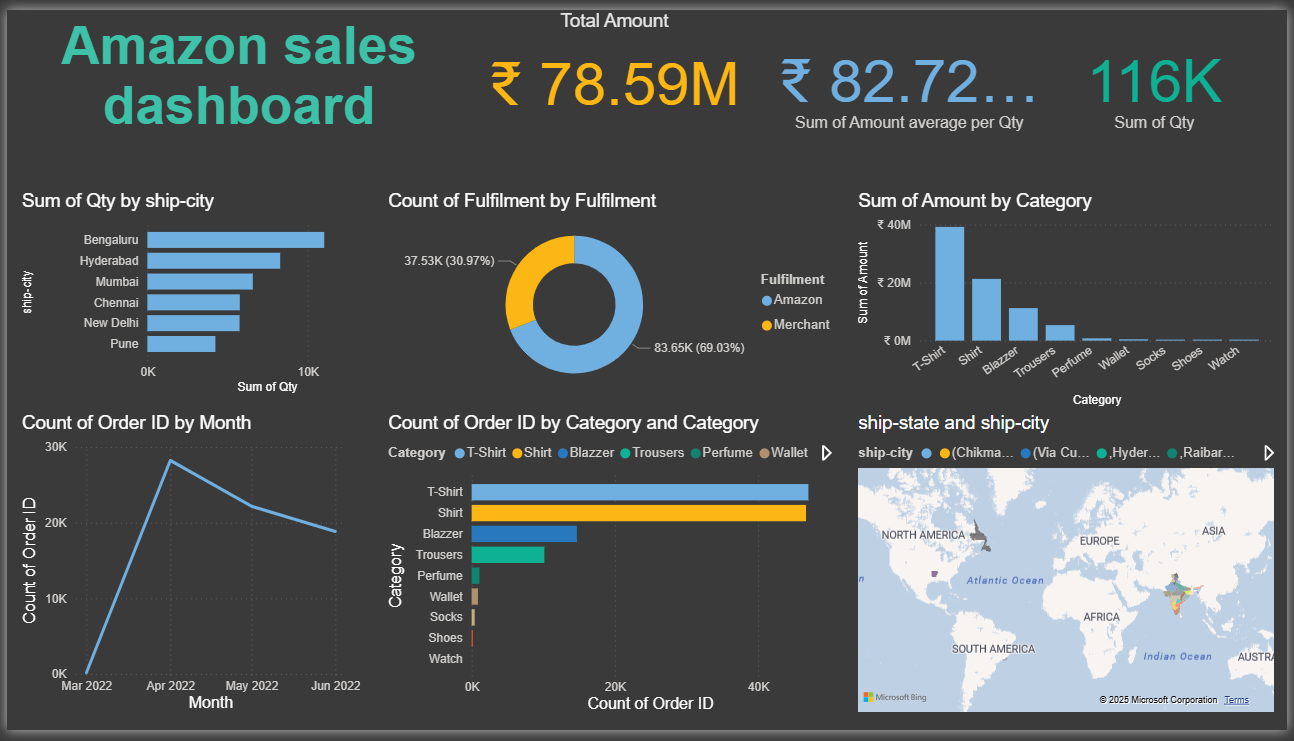 Amazon sales
dashboard
Total Amount
₹ 78.59M
₹ 82.72…
Sum of Amount average per Qty
116K
Sum of Qty
Sum of Qty by ship-city
ship-city
Bengaluru
Hyderabad
Mumbai
Chennai
New Delhi
Pune
0K 10K
Sum of Qty
Count of Fulfilment by Fulfilment
37.53K (30.97%)
83.65K (69.03%)
Fulfilment
Amazon
Merchant
Sum of Amount by Category
Sum of Amount
₹ 40M
₹ 20M
₹ 0M
T-Shirt Shirt Blazzer Trousers Perfume Wallet Socks Shoes Watch
Category
Count of Order ID by Month
Count of Order ID
30K
20K
10K
0K
Mar 2022 Apr 2022 May 2022 Jun 2022
Month
Count of Order ID by Category and Category
Category T-Shirt Shirt Blazzer Trousers Perfume Wallet
Category
T-Shirt
Shirt
Blazzer
Trousers
Perfume
Wallet
Socks
Shoes
Watch
0K 20K 40K
Count of Order ID
ship-state and ship-city
ship-city (Chikma… (Via Cu… ,Hyder… ,Raibar…
NORTH AMERICA
EUROPE
ASIA
Atlantic Ocean
AFRICA
SOUTH AMERICA
Indian Ocean
AUSTRA
n
Microsoft Bing
© 2025 Microsoft Corporation Terms